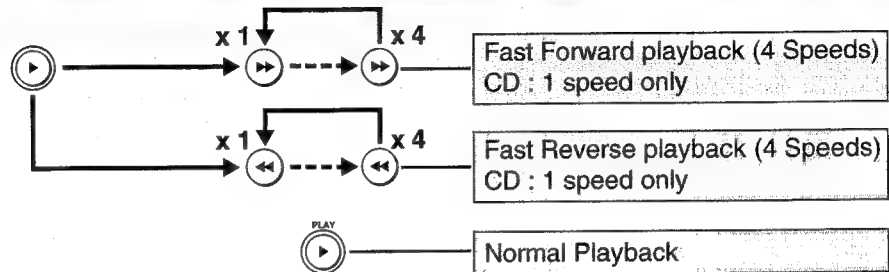 x 1 x 4
Fast Forward playback (4 Speeds)
CD : 1 speed only
x 1 x 4
Fast Reverse playback (4 Speeds)
CD : 1 speed only
PLAY
Normal Playback